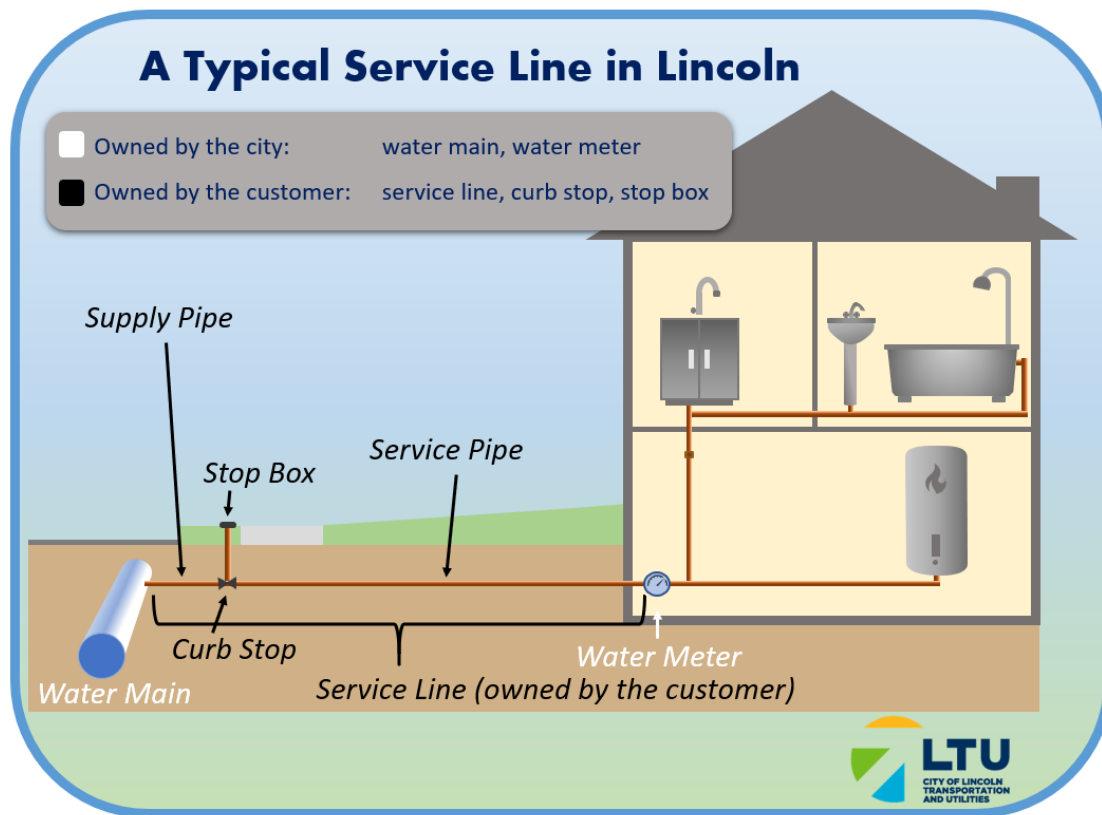 A Typical Service Line in Lincoln
Owned by the city: water main, water meter
Owned by the customer: service line, curb stop, stop box
Supply Pipe
Service Pipe
Stop Box
Curb Stop
Water Meter
Service Line (owned by the customer)
Water Main
LTU
CITY OF LINCOLN
TRANSPORTATION
AND UTILITIES